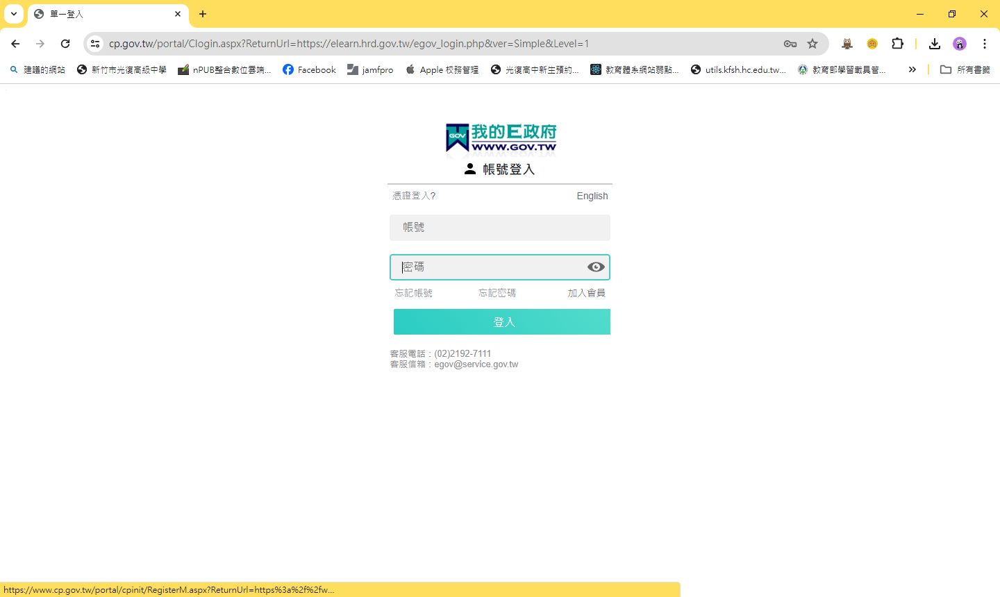 單一登入
cp.gov.tw/portal/Clogin.aspx?ReturnUrl=https://elearn.hrd.gov.tw/egov_login.php&ver=Simple&Level=1
建議的網站 新竹市光復高級中學 nPUB整合數位雲端... Facebook jamfpro Apple 校務管理 光復高中新生預約... 教育體系網站弱點... utils.kfsh.hc.edu.tw... 教育部學習載具管... 所有書籤
GOV 我的E政府
WWW.GOV.TW
帳號登入
憑證登入? English
帳號
密碼
忘記帳號 忘記密碼 加入會員
登入
客服電話：(02)2192-7111
客服信箱：egov@service.gov.tw
https://www.cp.gov.tw/portal/cpinit/RegisterM.aspx?ReturnUrl=https%3a%2f%2fw...